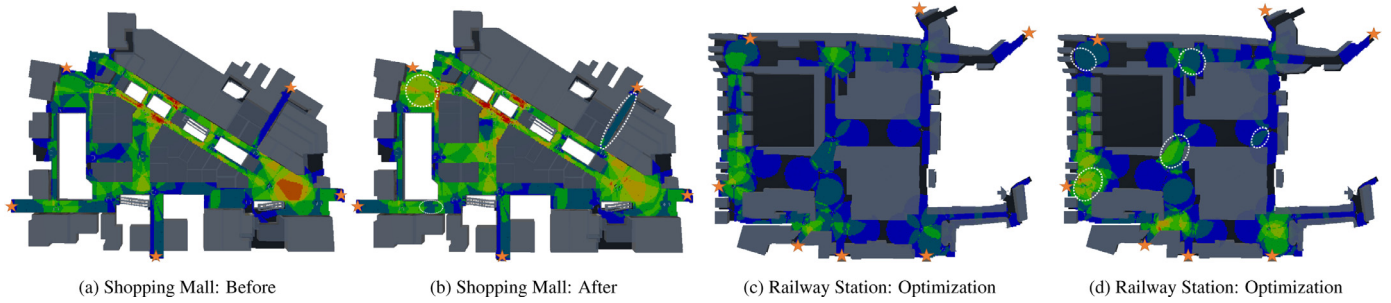 (a) Shopping Mall: Before
(b) Shopping Mall: After
(c) Railway Station: Optimization
(d) Railway Station: Optimization